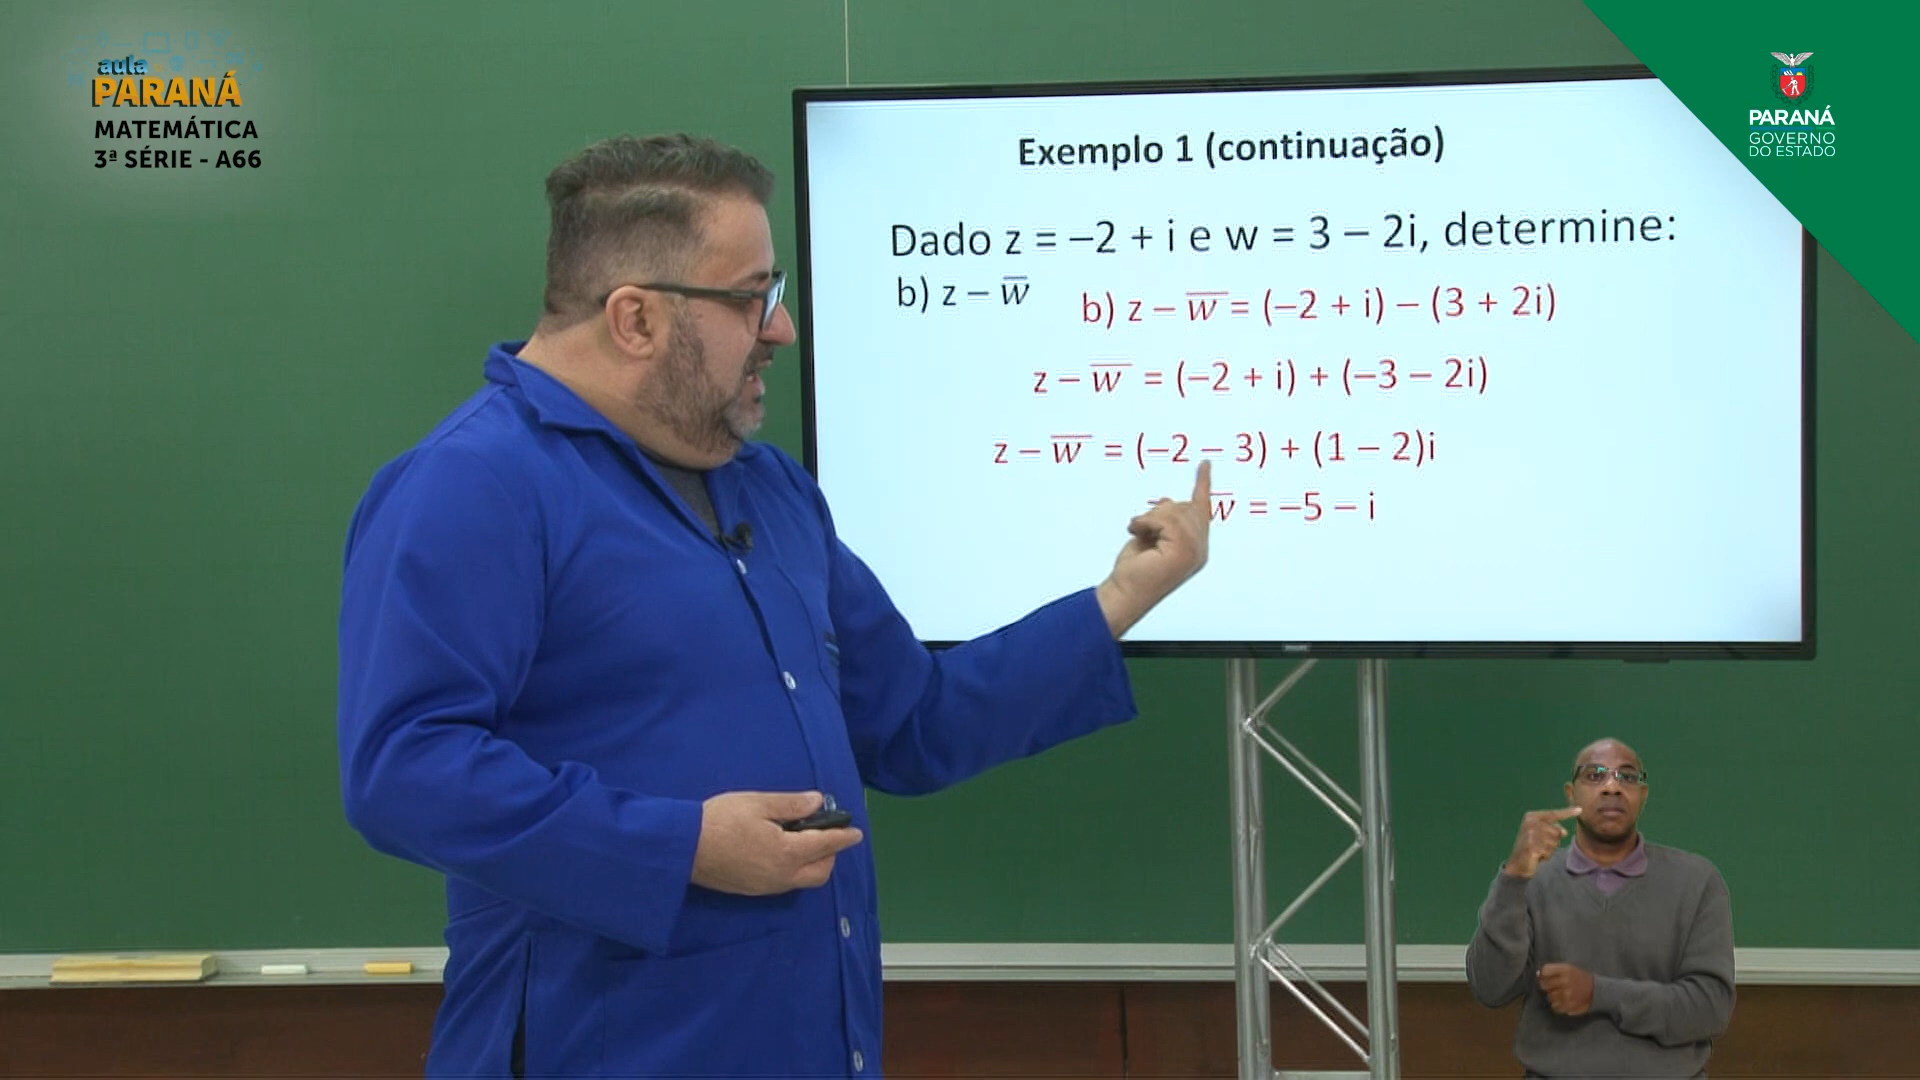 aula
PARANÁ
MATEMÁTICA
3ª SÉRIE - A66
PARANÁ
GOVERNO
DO ESTADO
Exemplo 1 (continuação)
Dado z = –2 + i e w = 3 – 2i, determine:
b) z – w̅
b) z – w̅ = (–2 + i) – (3 + 2i)
z – w̅ = (–2 + i) + (–3 – 2i)
z – w̅ = (–2 – 3) + (1 – 2)i
w̅ = –5 – i